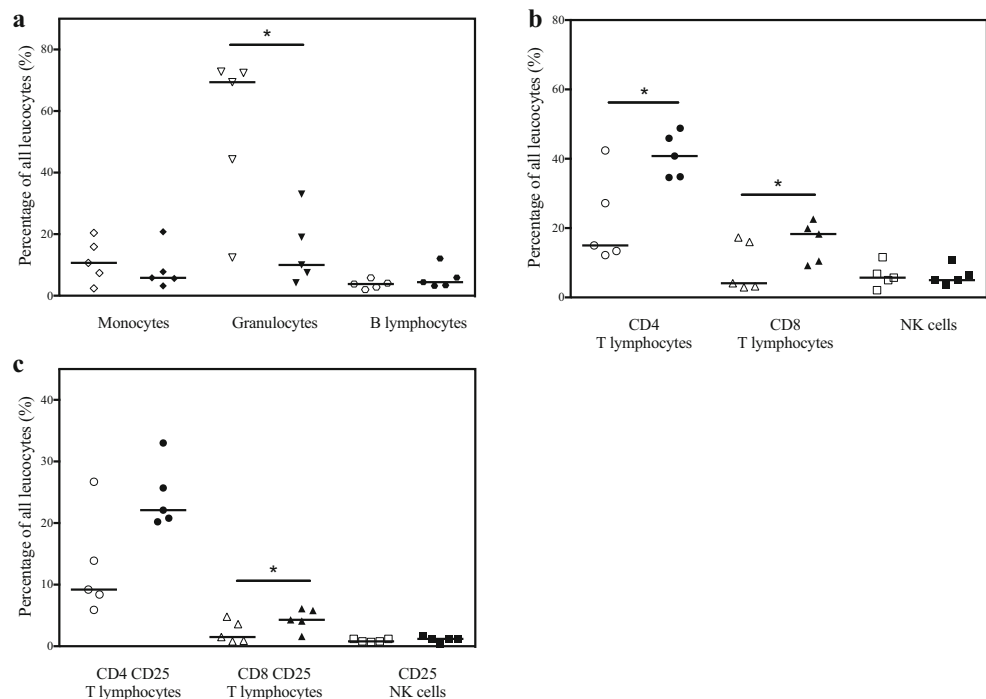 a
Percentage of all leucocytes (%)
80
60
40
20
0
*
Monocytes
Granulocytes
B lymphocytes
b
Percentage of all leucocytes (%)
80
60
40
20
0
*
*
CD4
T lymphocytes
CD8
T lymphocytes
NK cells
c
Percentage of all leucocytes (%)
40
30
20
10
0
*
CD4 CD25
T lymphocytes
CD8 CD25
T lymphocytes
CD25
NK cells